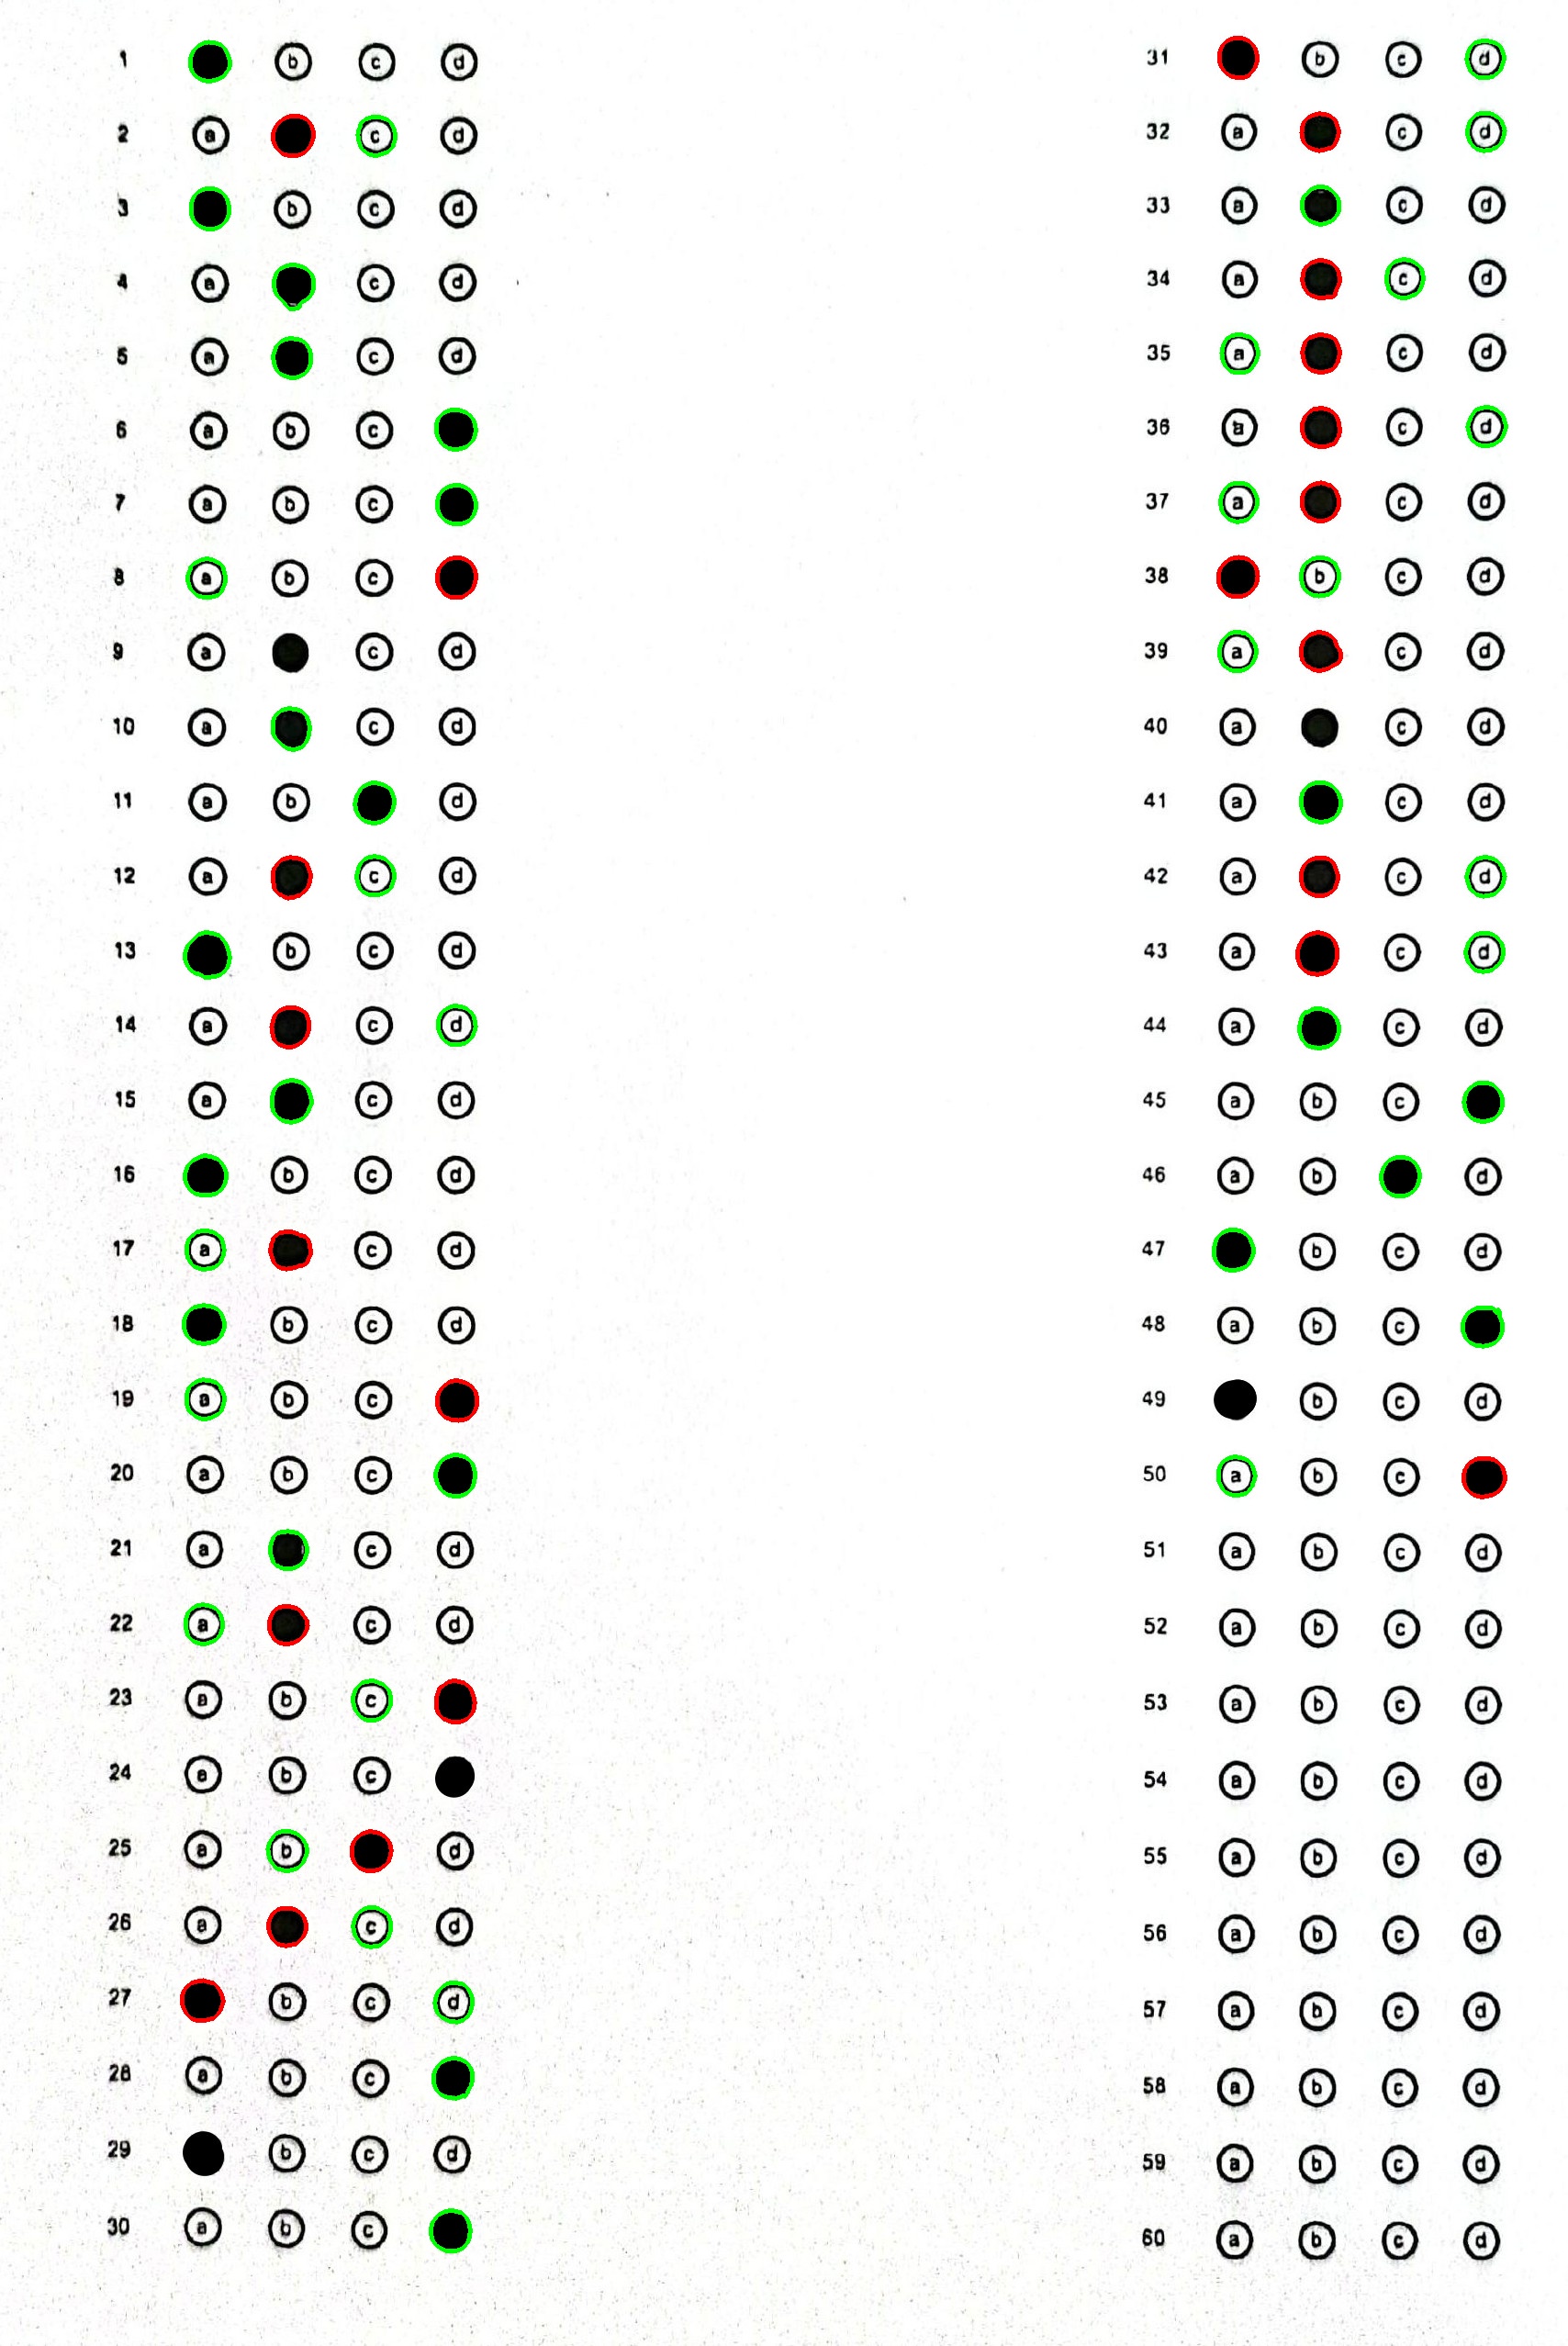 1 b c d
2 a c d
3 b c d
4 a c d
5 a c d
6 a b c
7 a b c
8 a b c
9 a c d
10 a c d
11 a b d
12 a c d
13 b c d
14 a c d
15 a c d
16 b c d
17 a c d
18 b c d
19 a b c
20 a b c
21 a c d
22 a c d
23 a b c
24 a b c
25 a b d
26 a c d
27 b c d
28 a b c
29 b c d
30 a b c
31 b c d
32 a c d
33 a c d
34 a c d
35 a c d
36 a c d
37 a c d
38 b c d
39 a c d
40 a c d
41 a c d
42 a c d
43 a c d
44 a c d
45 a b c
46 a b d
47 b c d
48 a b c
49 b c d
50 a b c
51 a b c d
52 a b c d
53 a b c d
54 a b c d
55 a b c d
56 a b c d
57 a b c d
58 a b c d
59 a b c d
60 a b c d